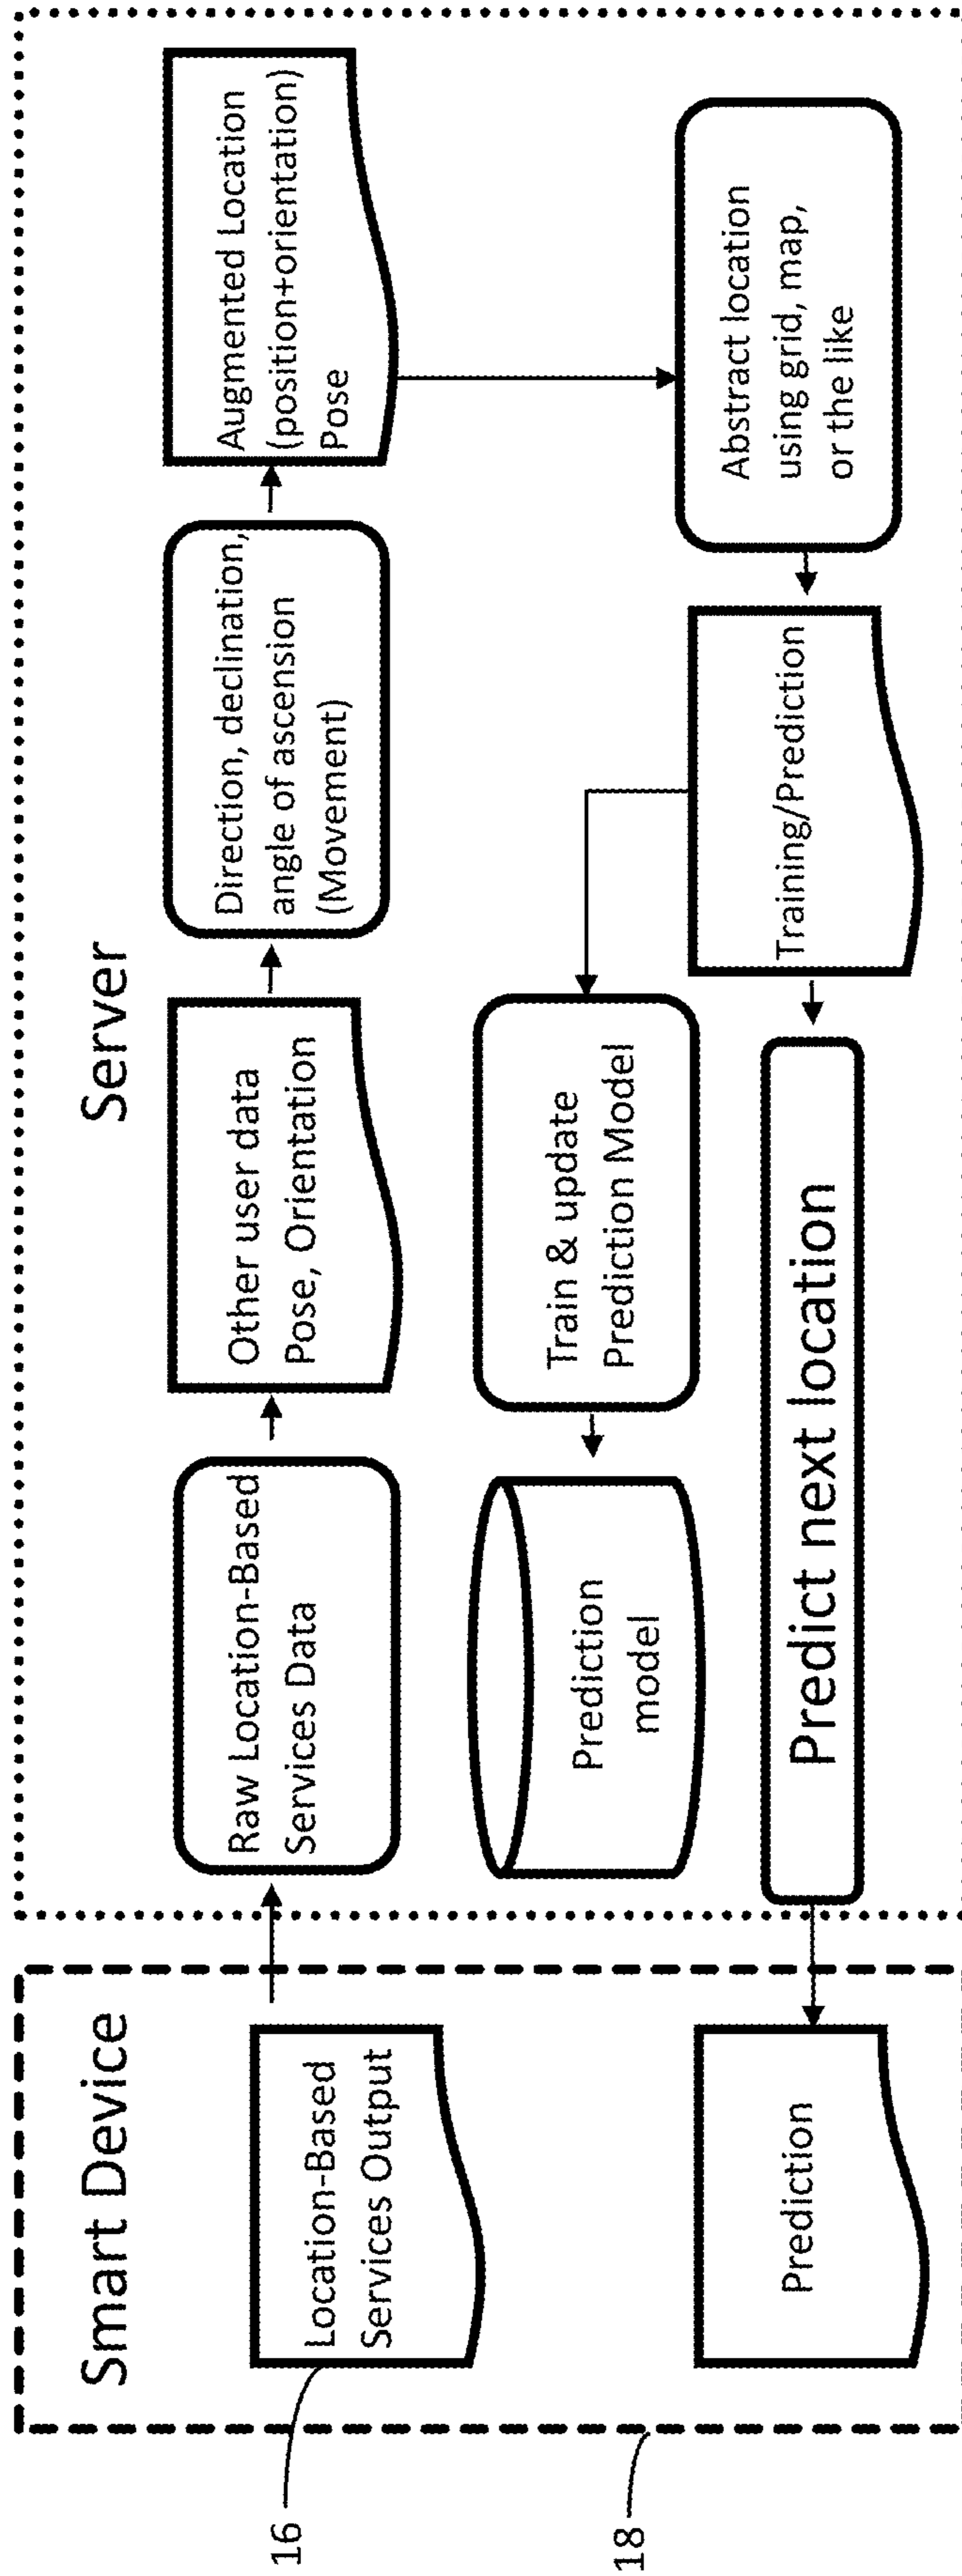 Smart Device
Server
Location-Based
Services Output
Raw Location-Based
Services Data
Other user data
Pose, Orientation
Direction, declination,
angle of ascension
(Movement)
Augmented Location
(position+orientation)
Pose
Prediction
model
Train & update
Prediction Model
Abstract location
using grid, map,
or the like
Training/Prediction
Predict next location
Prediction
16
18